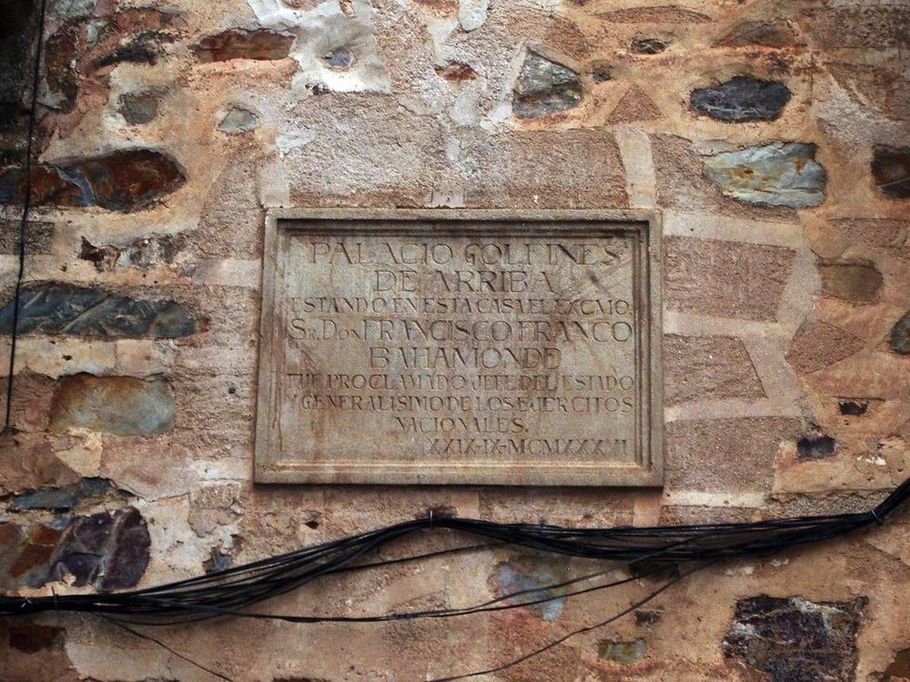 PALACIO GOLFINES
DE ARRIBA
ESTANDO EN ESTA CASA EL EXCMO.
SR. DON FRANCISCO FRANCO
BAHAMONDE
FUE PROCLAMADO JEFE DEL ESTADO
Y GENERALISIMO DE LOS EJERCITOS
NACIONALES.
XXIX·IX·MCMXXXVI